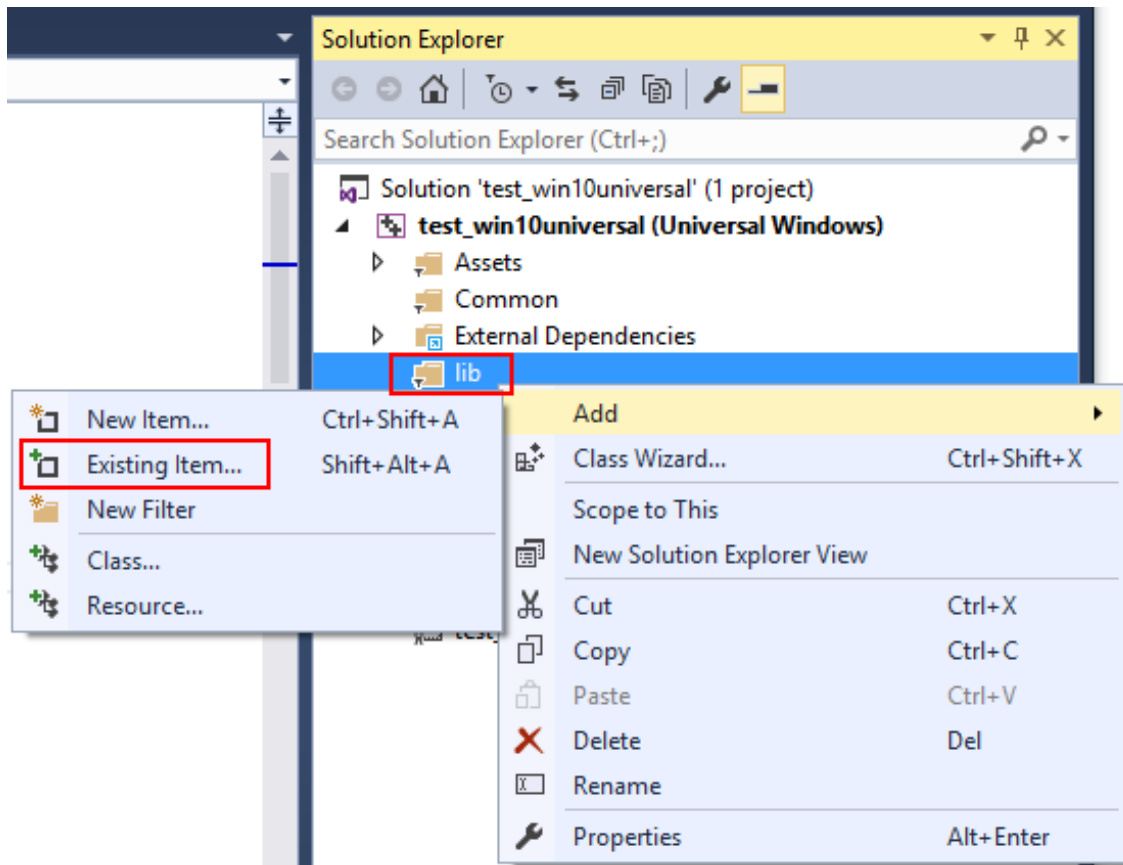 Solution Explorer
Search Solution Explorer (Ctrl+;)
Solution 'test_win10universal' (1 project)
test_win10universal (Universal Windows)
Assets
Common
External Dependencies
lib
New Item... Ctrl+Shift+A
Existing Item... Shift+Alt+A
New Filter
Class...
Resource...
Add
Class Wizard... Ctrl+Shift+X
Scope to This
New Solution Explorer View
Cut Ctrl+X
Copy Ctrl+C
Paste Ctrl+V
Delete Del
Rename
Properties Alt+Enter